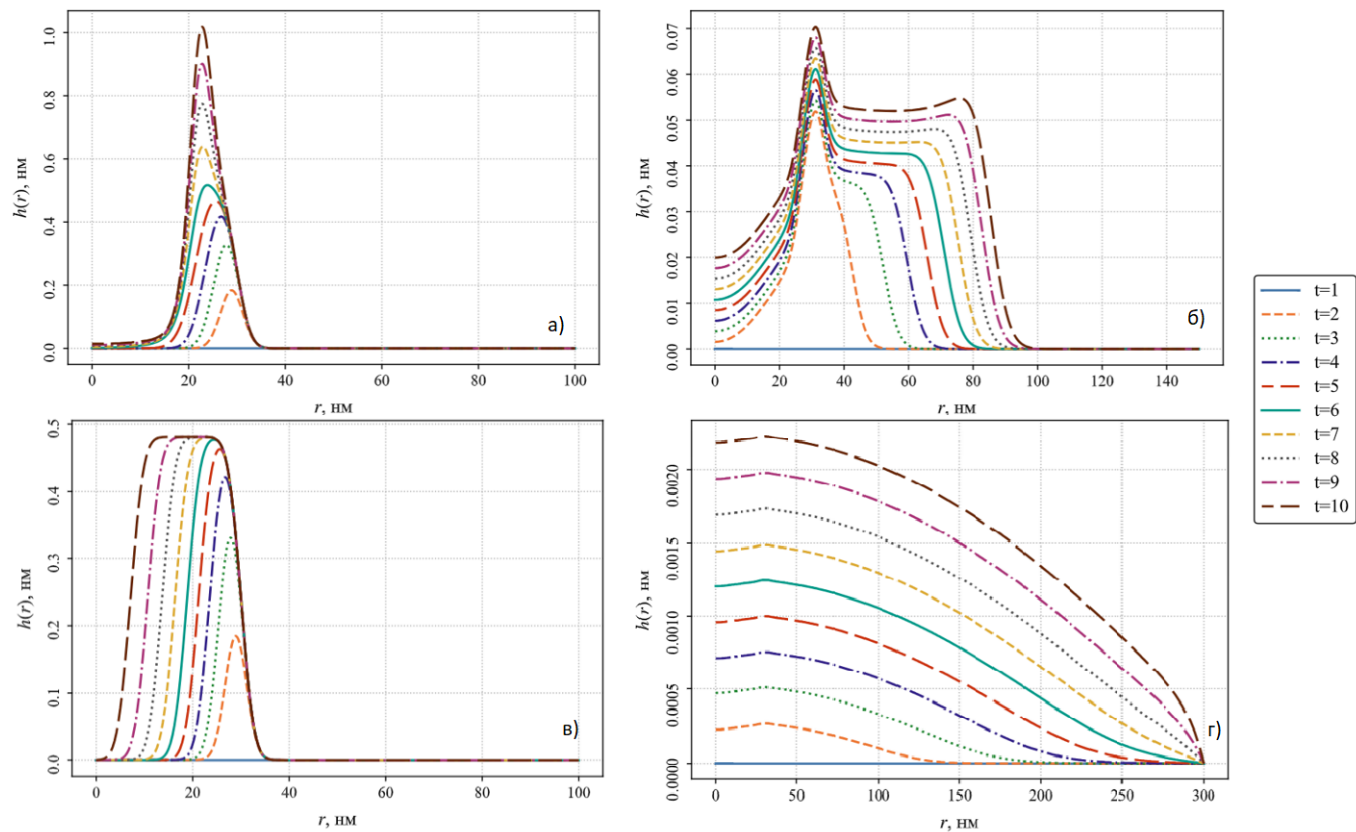 h(r), нм
1.0
0.8
0.6
0.4
0.2
0.0
0 20 40 60 80 100
r, нм
а)
h(r), нм
0.07
0.06
0.05
0.04
0.03
0.02
0.01
0.00
0 20 40 60 80 100 120 140
r, нм
б)
h(r), нм
0.5
0.4
0.3
0.2
0.1
0.0
0 20 40 60 80 100
r, нм
в)
h(r), нм
0.0020
0.0015
0.0010
0.0005
0.0000
0 50 100 150 200 250 300
r, нм
г)
t=1
t=2
t=3
t=4
t=5
t=6
t=7
t=8
t=9
t=10